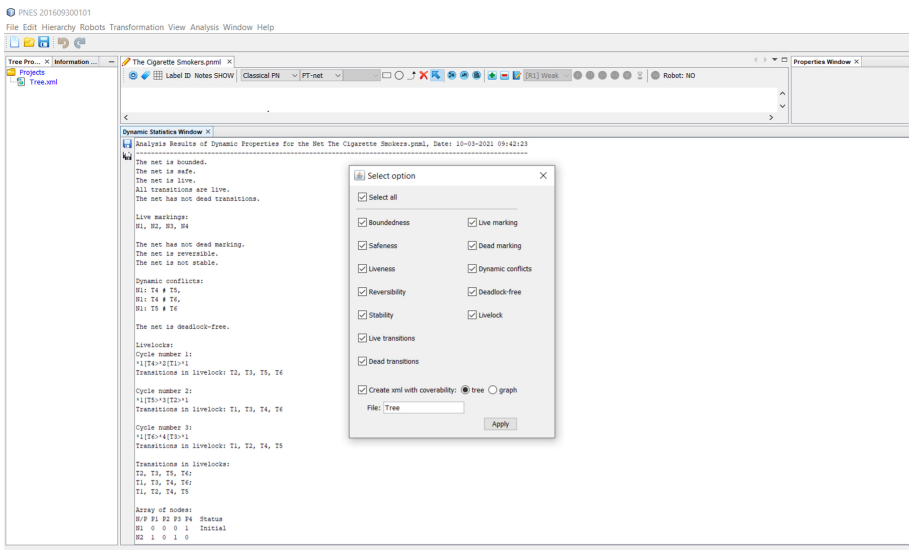 PNES 201609300101
File Edit Hierarchy Robots Transformation View Analysis Window Help
Tree Pro... × Information ... —
Projects
Tree.xml
The Cigarette Smokers.pnml ×
Label ID Notes SHOW Classical PN PT-net [R1] Weak Robot: NO
Properties Window ×
Dynamic Statistics Window ×
Analysis Results of Dynamic Properties for the Net The Cigarette Smokers.pnml, Date: 10-03-2021 09:42:23
The net is bounded.
The net is safe.
The net is live.
All transitions are live.
The net has not dead transitions.
Live markings:
N1, N2, N3, N4
The net has not dead marking.
The net is reversible.
The net is not stable.
Dynamic conflicts:
N1: T4 # T5,
N1: T4 # T6,
N1: T5 # T6
The net is deadlock-free.
Livelocks:
Cycle number 1:
*1[T4>*2[T1>*1
Transitions in livelock: T2, T3, T5, T6
Cycle number 2:
*1[T5>*3[T2>*1
Transitions in livelock: T1, T3, T4, T6
Cycle number 3:
*1[T6>*4[T3>*1
Transitions in livelock: T1, T2, T4, T5
Transitions in livelocks:
T2, T3, T5, T6;
T1, T3, T4, T6;
T1, T2, T4, T5
Array of nodes:
N/P P1 P2 P3 P4 Status
N1 0 0 0 1 Initial
N2 1 0 1 0
Select option
Select all
Boundedness Live marking
Safeness Dead marking
Liveness Dynamic conflicts
Reversibility Deadlock-free
Stability Livelock
Live transitions
Dead transitions
Create xml with coverability: tree graph
File: Tree
Apply